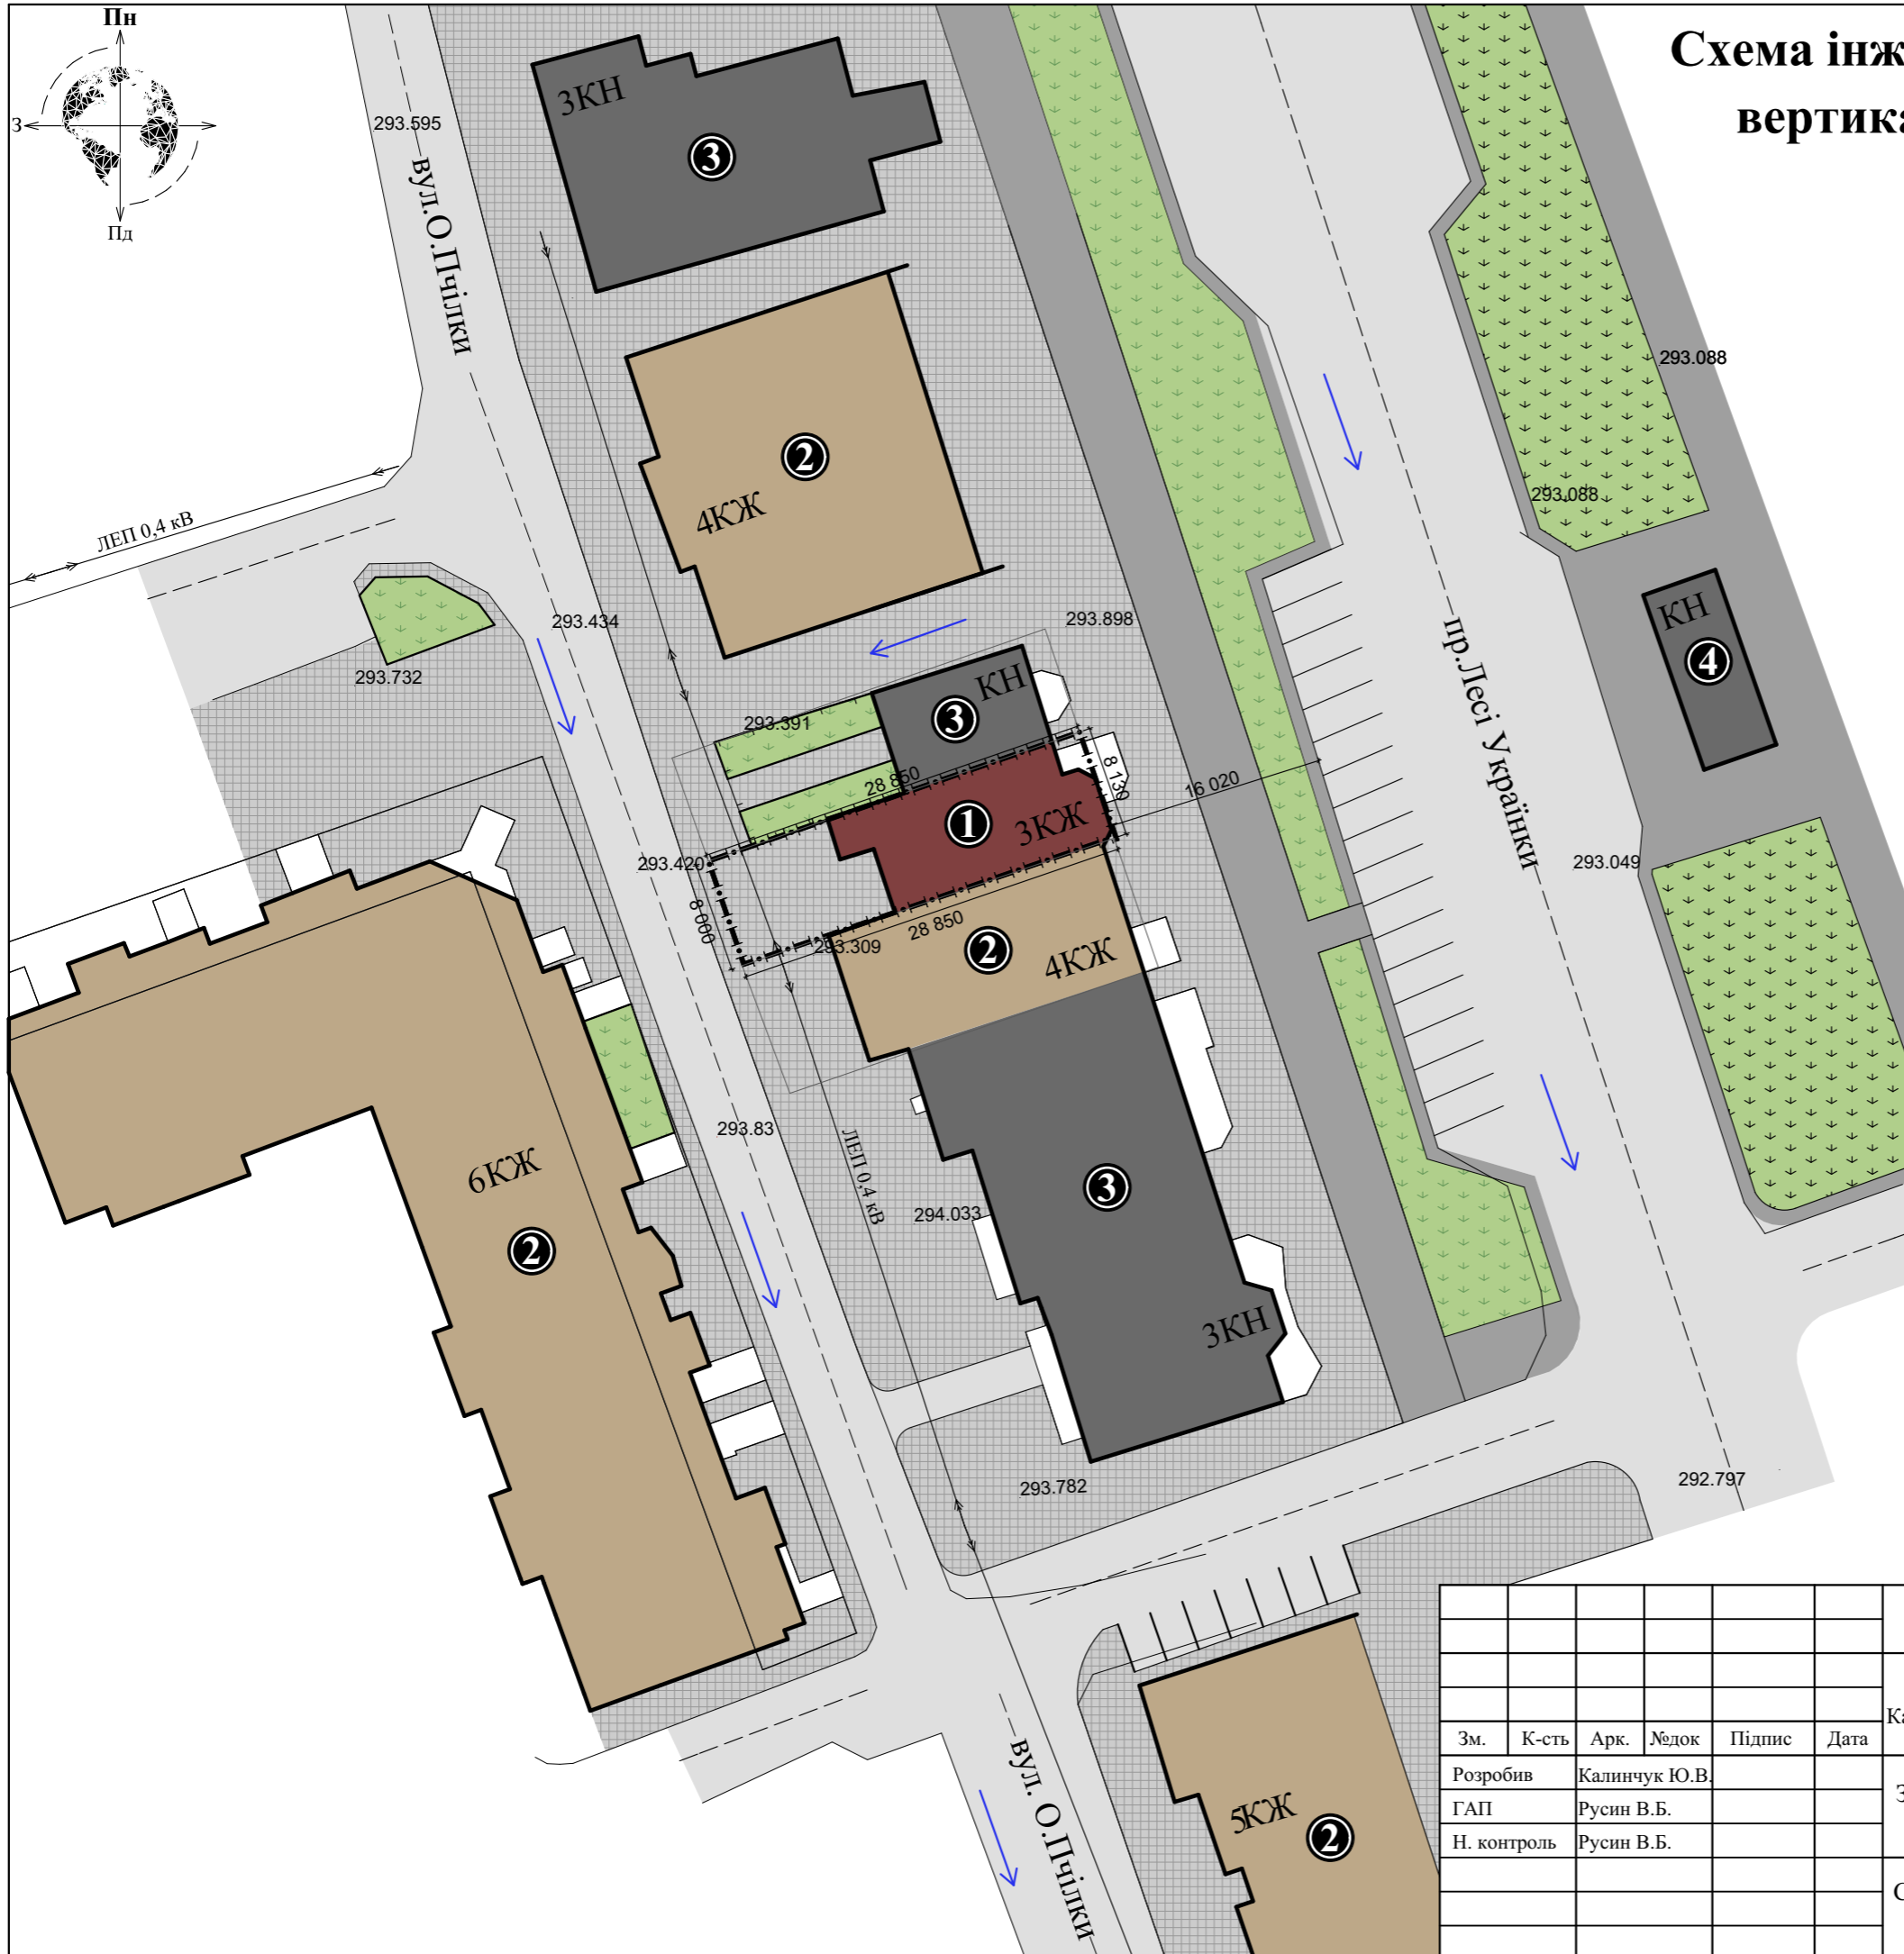 Пн
З
Пд
Схема інж
вертика
293.595
вул.О.Пчілки
3КН
3
2
4КЖ
293.088
293.088
ЛЕП 0,4 кВ
293.434
293.732
293.898
КН
4
пр.Лесі Українки
293.391
КН
3
28 850
8 130
16 020
1
3КЖ
293.420
8 000
293.309
28 850
2
4КЖ
293.049
293.83
ЛЕП 0,4 кВ
6КЖ
2
294.033
3
3КН
293.782
292.797
вул. О.Пчілки
5КЖ
2
Зм. К-сть Арк. №док Підпис Дата
Розробив Калинчук Ю.В.
ГАП Русин В.Б.
Н. контроль Русин В.Б.
Ка
З
С